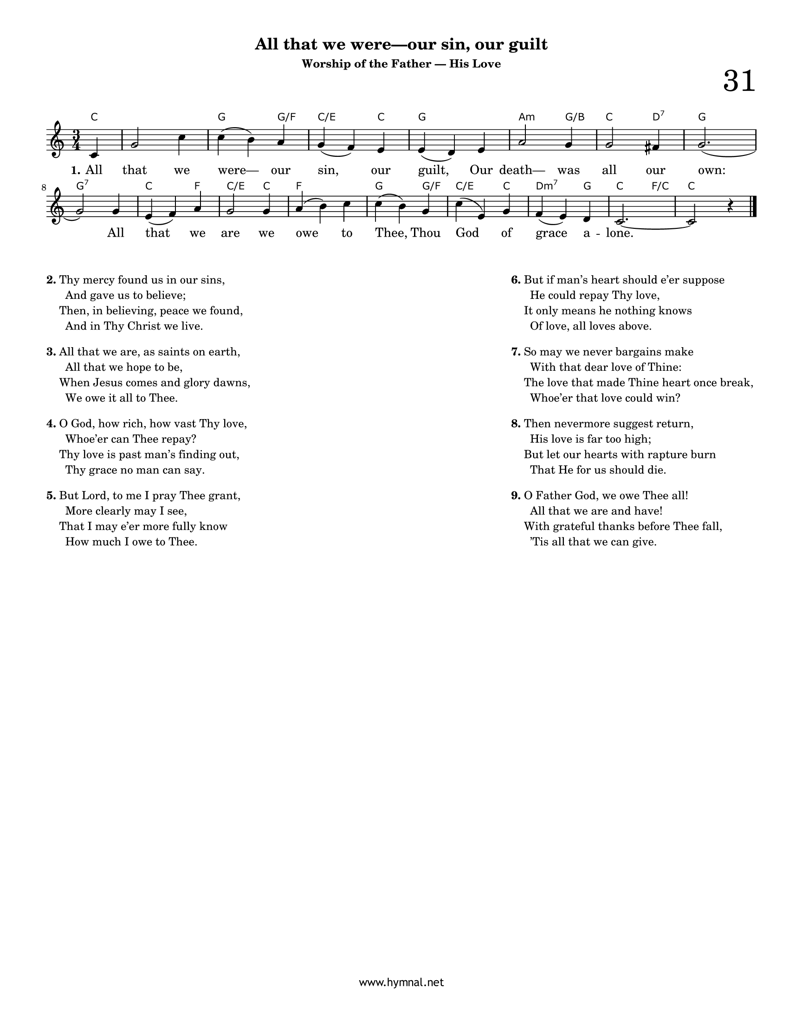 All that we were—our sin, our guilt
Worship of the Father — His Love
31
C G G/F C/E C G Am G/B C D7 G
1. All that we were— our sin, our guilt, Our death— was all our own:
8 G7 C F C/E C F G G/F C/E C Dm7 G C F/C C
All that we are we owe to Thee, Thou God of grace a - lone.
2. Thy mercy found us in our sins,
And gave us to believe;
Then, in believing, peace we found,
And in Thy Christ we live.
3. All that we are, as saints on earth,
All that we hope to be,
When Jesus comes and glory dawns,
We owe it all to Thee.
4. O God, how rich, how vast Thy love,
Whoe'er can Thee repay?
Thy love is past man's finding out,
Thy grace no man can say.
5. But Lord, to me I pray Thee grant,
More clearly may I see,
That I may e'er more fully know
How much I owe to Thee.
6. But if man's heart should e'er suppose
He could repay Thy love,
It only means he nothing knows
Of love, all loves above.
7. So may we never bargains make
With that dear love of Thine:
The love that made Thine heart once break,
Whoe'er that love could win?
8. Then nevermore suggest return,
His love is far too high;
But let our hearts with rapture burn
That He for us should die.
9. O Father God, we owe Thee all!
All that we are and have!
With grateful thanks before Thee fall,
'Tis all that we can give.
www.hymnal.net